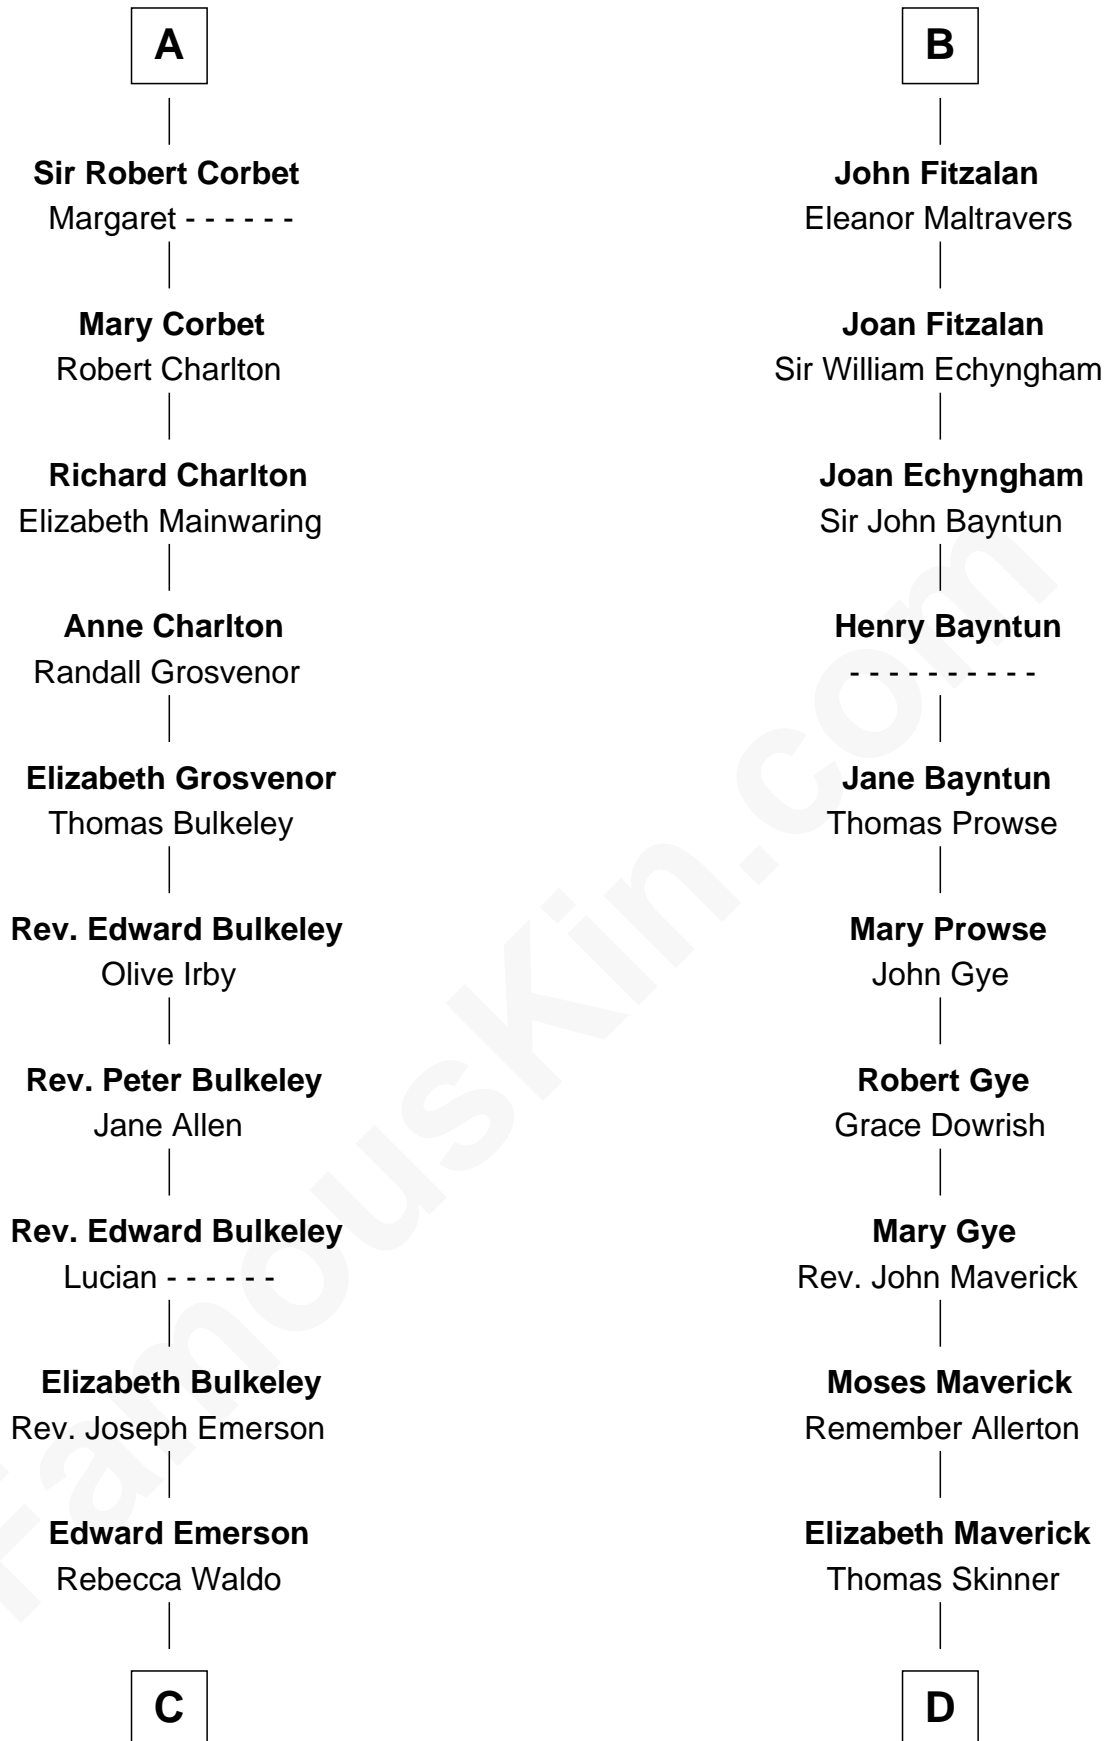 A
Sir Robert Corbet
Margaret - - - - - -
Mary Corbet
Robert Charlton
Richard Charlton
Elizabeth Mainwaring
Anne Charlton
Randall Grosvenor
Elizabeth Grosvenor
Thomas Bulkeley
Rev. Edward Bulkeley
Olive Irby
Rev. Peter Bulkeley
Jane Allen
Rev. Edward Bulkeley
Lucian - - - - - -
Elizabeth Bulkeley
Rev. Joseph Emerson
Edward Emerson
Rebecca Waldo
C
B
John Fitzalan
Eleanor Maltravers
Joan Fitzalan
Sir William Echyngham
Joan Echyngham
Sir John Bayntun
Henry Bayntun
- - - - - - - - - -
Jane Bayntun
Thomas Prowse
Mary Prowse
John Gye
Robert Gye
Grace Dowrish
Mary Gye
Rev. John Maverick
Moses Maverick
Remember Allerton
Elizabeth Maverick
Thomas Skinner
D
FamousKin.com